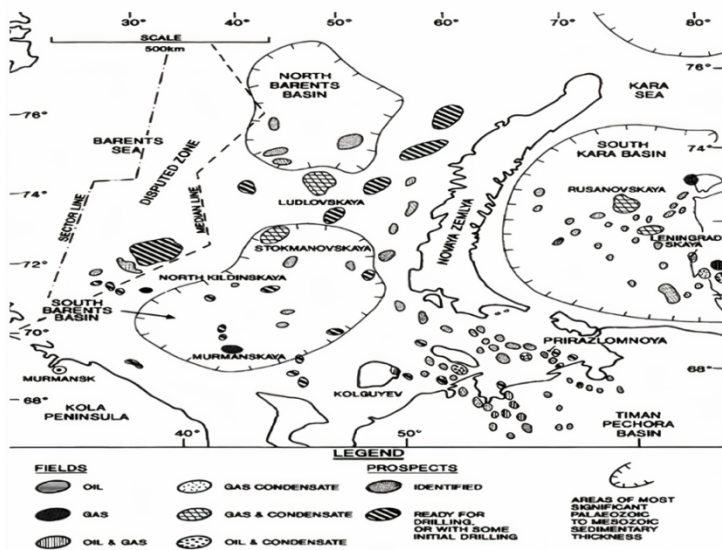 30° 40° 50° 60° 70° 80°
SCALE
500km
NORTH
BARENTS
BASIN
76°
KARA
SEA
76°
BARENTS
SEA
DISPUTED ZONE
SECTOR LINE
MEDIAN LINE
NOVAYA ZEMLYA
SOUTH
KARA BASIN
74°
74°
LUDLOVSKAYA
RUSANOVSKAYA
LENINGRAD
SKAYA
STOKMANOVSKAYA
72°
72°
NORTH KILDINSKAYA
SOUTH
BARENTS
BASIN
70°
70°
MURMANSKAYA
PRIRAZLOMNOYA
MURMANSK
KOLGUYEV
68°
68°
KOLA
PENINSULA
TIMAN
PECHORA
BASIN
40° 50°
LEGEND
FIELDS
OIL
GAS
OIL & GAS
GAS CONDENSATE
GAS & CONDENSATE
OIL & CONDENSATE
PROSPECTS
IDENTIFIED
READY FOR
DRILLING,
OR WITH SOME
INITIAL DRILLING
AREAS OF MOST
SIGNIFICANT
PALAEOZOIC
TO MESOZOIC
SEDIMENTARY
THICKNESS